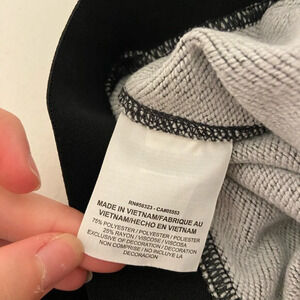 RN#56323 - CA#05553
MADE IN VIETNAM/FABRIQUE AU
VIETNAM/HECHO EN VIETNAM
75% POLYESTER / POLYESTER / POLIESTER
25% RAYON / VISCOSE / VISCOSA
EXCLUSIVE OF DECORATION / DECORATION
NON COMPRISE / NO INCLUYE LA
DECORACION